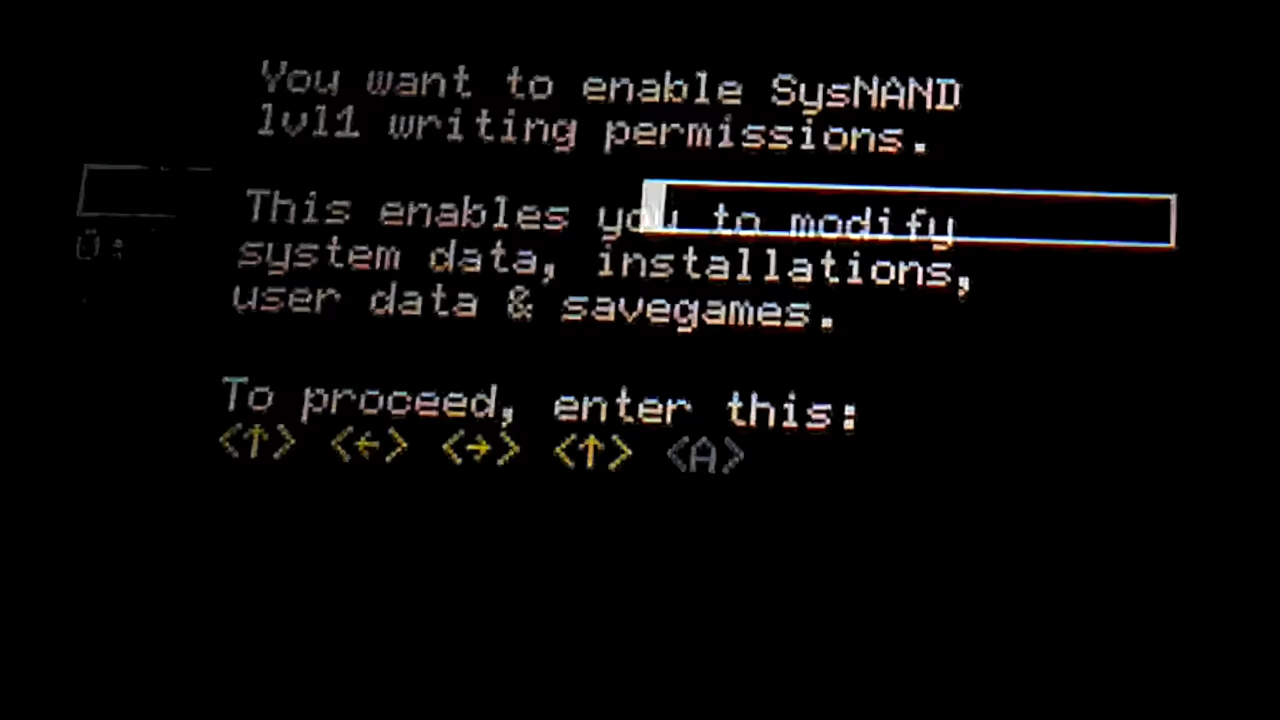 You want to enable SysNAND
lvl1 writing permissions.
This enables you to modify
system data, installations,
user data & savegames.
To proceed, enter this:
<↑> <←> <→> <↑> <A>
0: